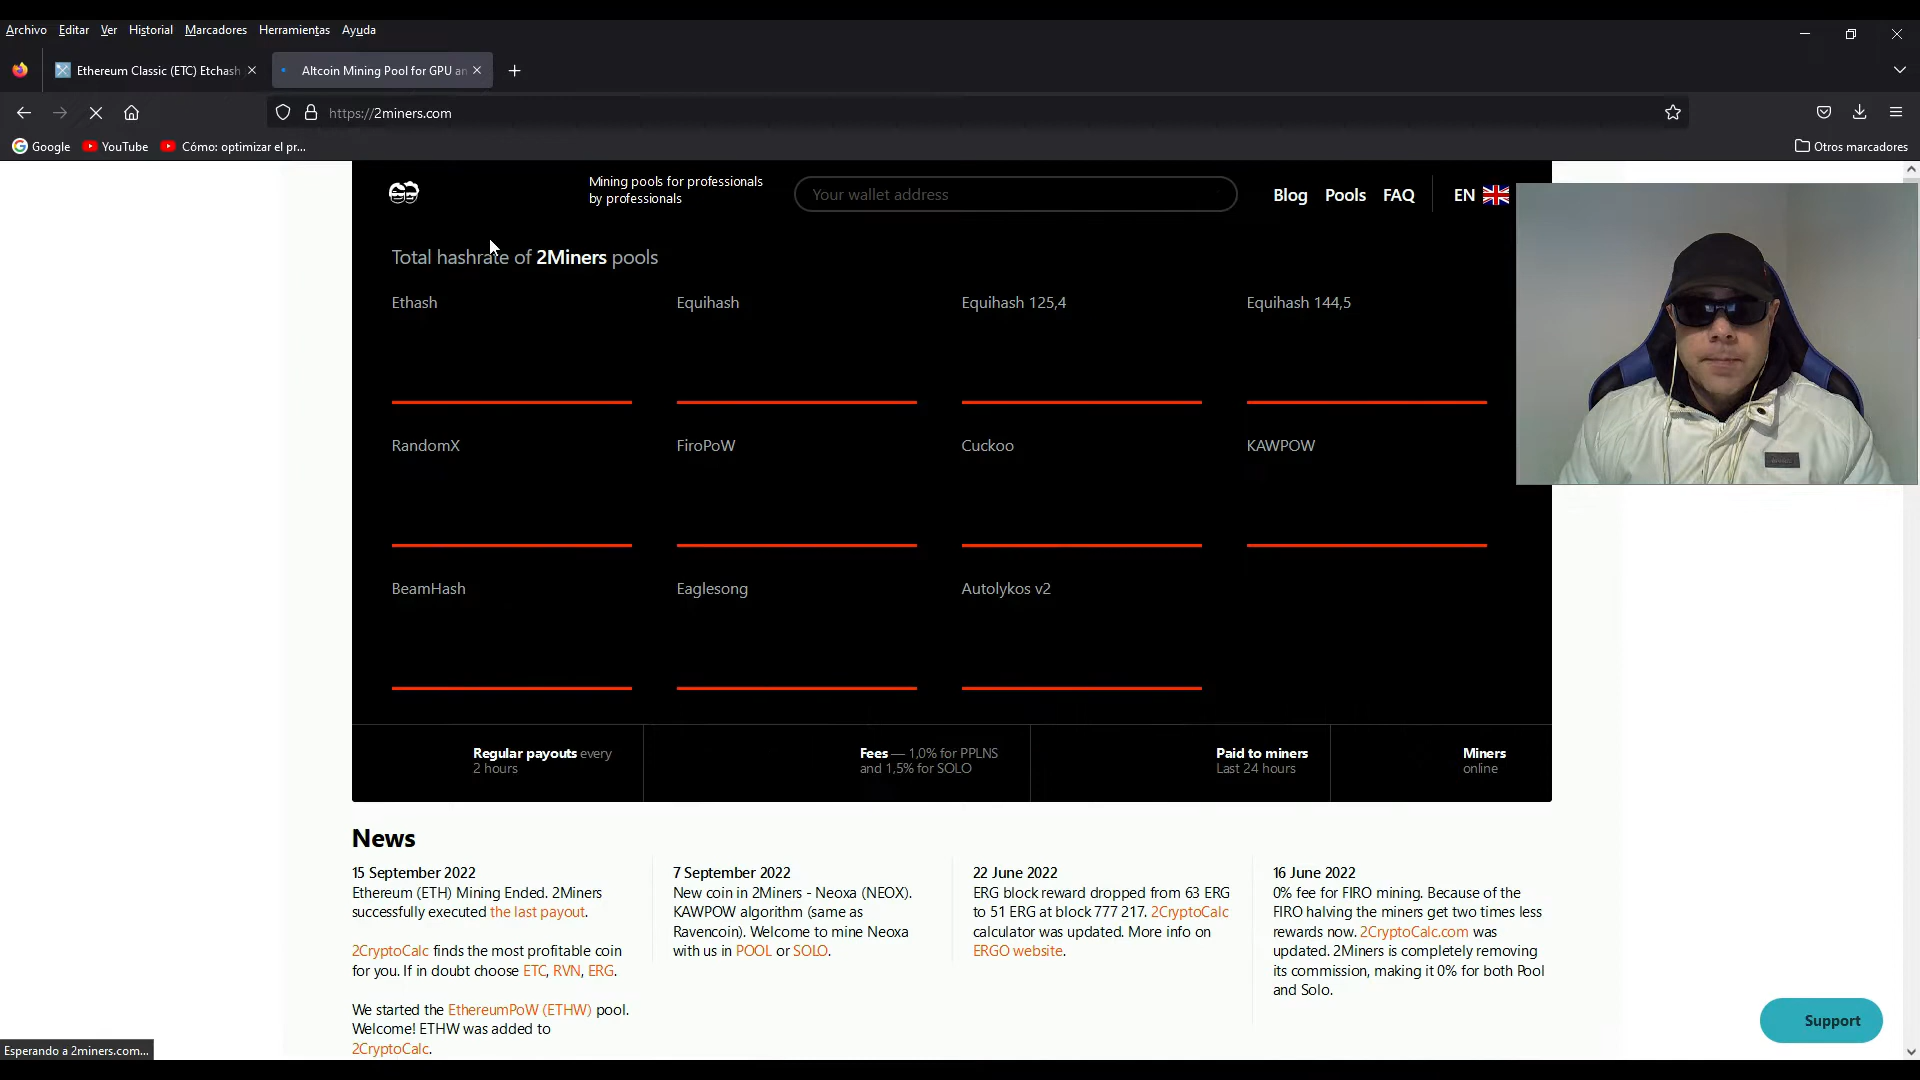 Archivo Editar Ver Historial Marcadores Herramientas Ayuda
Ethereum Classic (ETC) Etchash
Altcoin Mining Pool for GPU an
https://2miners.com
Google YouTube Cómo: optimizar el pr...
Otros marcadores
Mining pools for professionals
by professionals
Your wallet address
Blog Pools FAQ EN
Total hashrate of 2Miners pools
Ethash Equihash Equihash 125,4 Equihash 144,5
RandomX FiroPoW Cuckoo KAWPOW
BeamHash Eaglesong Autolykos v2
Regular payouts every
2 hours
Fees — 1,0% for PPLNS
and 1,5% for SOLO
Paid to miners
Last 24 hours
Miners
online
News
15 September 2022
Ethereum (ETH) Mining Ended. 2Miners
successfully executed the last payout.
2CryptoCalc finds the most profitable coin
for you. If in doubt choose ETC, RVN, ERG.
We started the EthereumPoW (ETHW) pool.
Welcome! ETHW was added to
2CryptoCalc.
7 September 2022
New coin in 2Miners - Neoxa (NEOX).
KAWPOW algorithm (same as
Ravencoin). Welcome to mine Neoxa
with us in POOL or SOLO.
22 June 2022
ERG block reward dropped from 63 ERG
to 51 ERG at block 777 217. 2CryptoCalc
calculator was updated. More info on
ERGO website.
16 June 2022
0% fee for FIRO mining. Because of the
FIRO halving the miners get two times less
rewards now. 2CryptoCalc.com was
updated. 2Miners is completely removing
its commission, making it 0% for both Pool
and Solo.
Support
Esperando a 2miners.com...